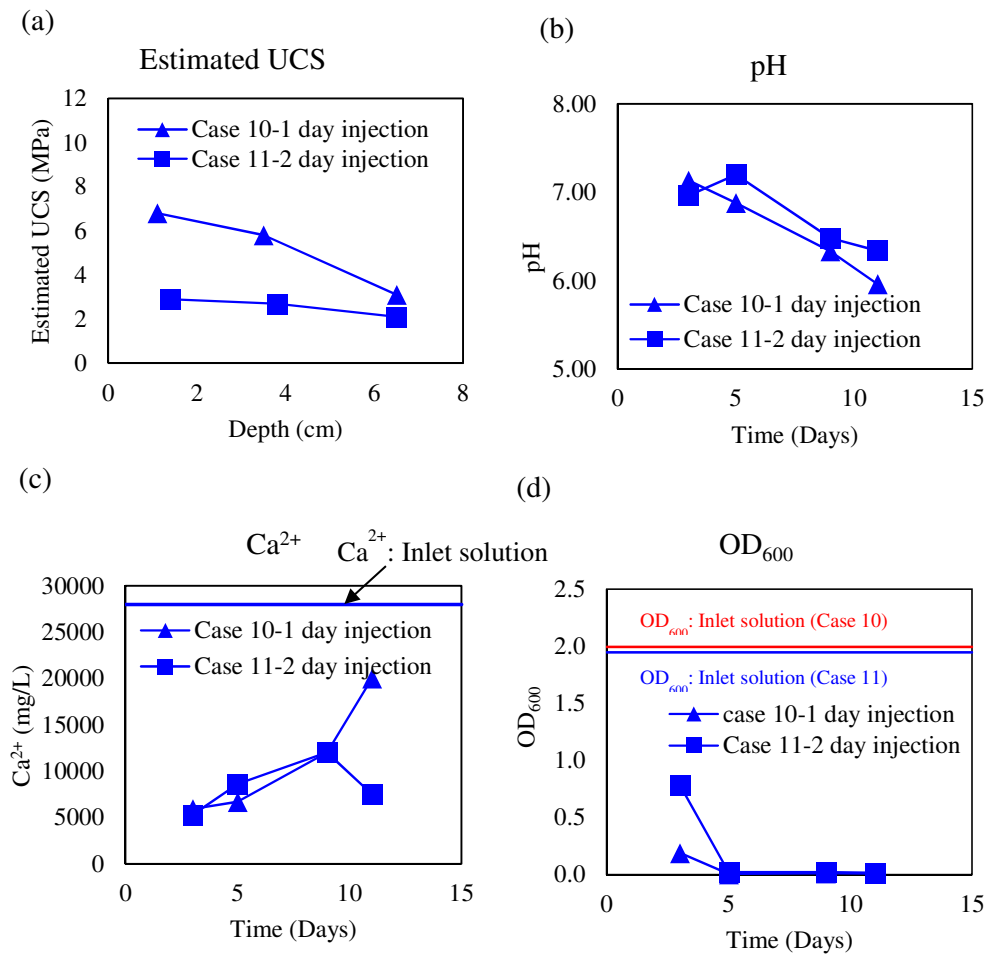 (a)
Estimated UCS
12
10
8
6
4
2
0
Estimated UCS (MPa)
Case 10-1 day injection
Case 11-2 day injection
0 2 4 6 8
Depth (cm)
(b)
pH
8.00
7.00
6.00
5.00
pH
Case 10-1 day injection
Case 11-2 day injection
0 5 10 15
Time (Days)
(c)
Ca²⁺
Ca²⁺: Inlet solution
30000
25000
20000
15000
10000
5000
0
Ca²⁺ (mg/L)
Case 10-1 day injection
Case 11-2 day injection
0 5 10 15
Time (Days)
(d)
OD₆₀₀
2.5
2.0
1.5
1.0
0.5
0.0
OD₆₀₀
OD₆₀₀: Inlet solution (Case 10)
OD₆₀₀: Inlet solution (Case 11)
case 10-1 day injection
Case 11-2 day injection
0 5 10 15
Time (Days)